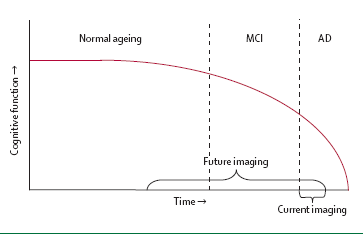 Normal ageing
MCI
AD
Cognitive function →
Future imaging
Time →
Current imaging